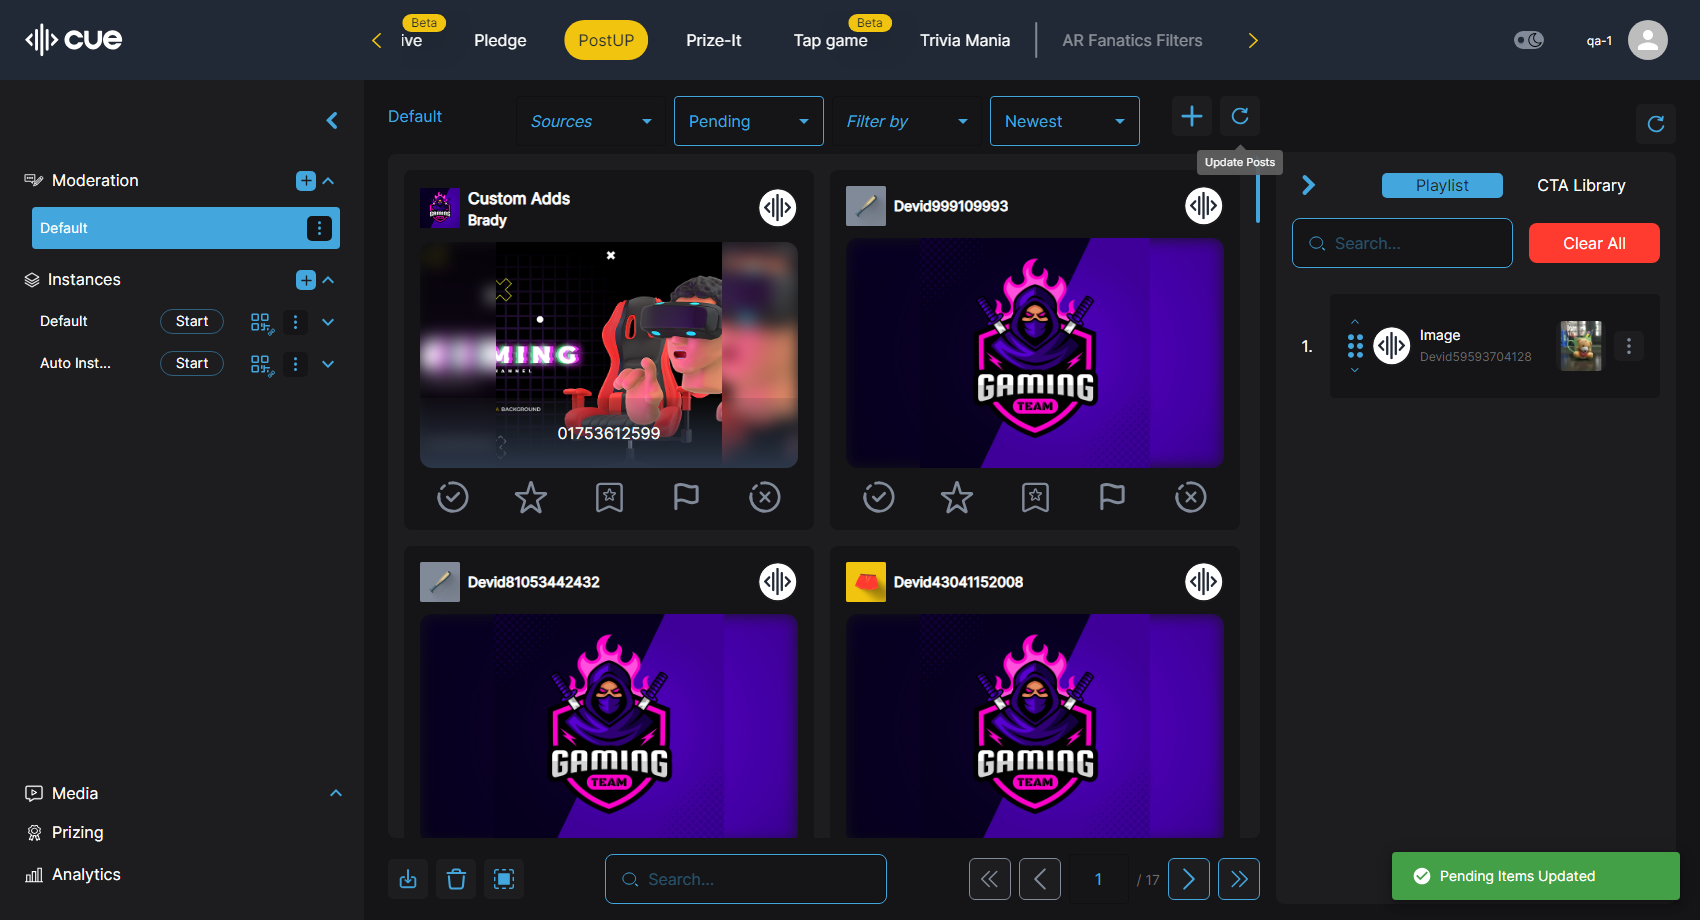 cue
Beta
ive
Pledge
PostUP
Prize-It
Beta
Tap game
Trivia Mania
AR Fanatics Filters
qa-1
Default
Sources
Pending
Filter by
Newest
Update Posts
Moderation
Default
Instances
Default
Start
Auto Inst...
Start
Media
Prizing
Analytics
Custom Adds
Brady
MING
CHANNEL
BACKGROUND
01753612599
Devid999109993
GAMING
TEAM
Devid81053442432
GAMING
TEAM
Devid43041152008
GAMING
TEAM
Search...
1
/ 17
Playlist
CTA Library
Search...
Clear All
1.
Image
Devid59593704128
Pending Items Updated